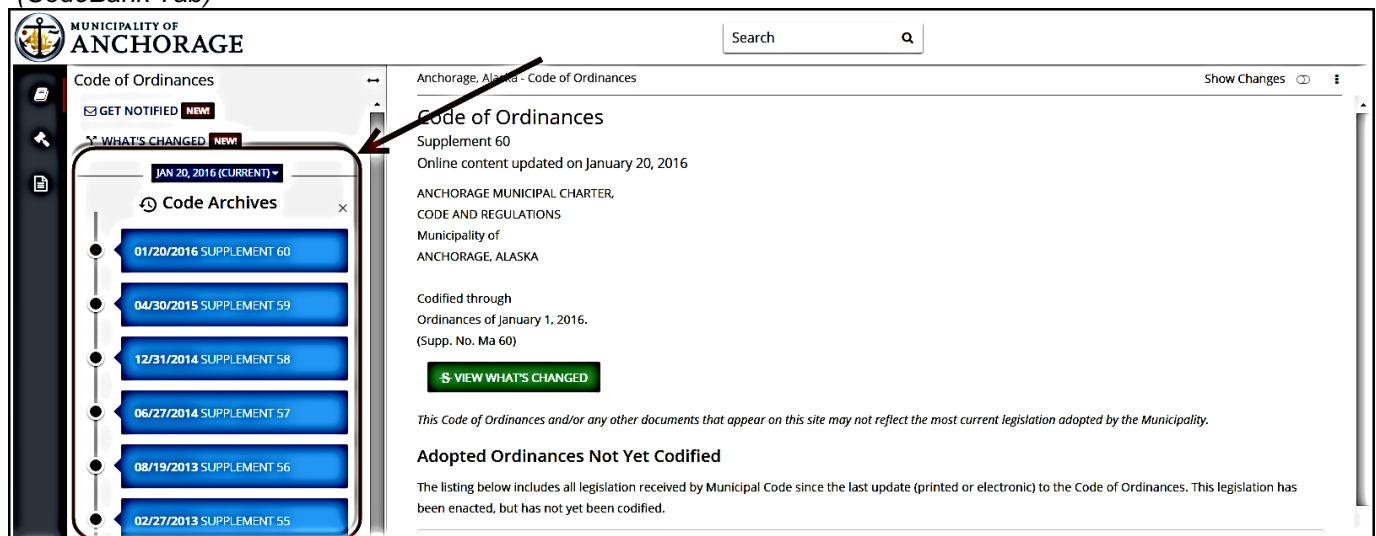 (CodeBank Tab)
MUNICIPALITY OF
ANCHORAGE
Search
Code of Ordinances
GET NOTIFIED NEW!
WHAT'S CHANGED NEW!
JAN 20, 2016 (CURRENT)
Code Archives
01/20/2016 SUPPLEMENT 60
04/30/2015 SUPPLEMENT 59
12/31/2014 SUPPLEMENT 58
06/27/2014 SUPPLEMENT 57
08/19/2013 SUPPLEMENT 56
02/27/2013 SUPPLEMENT 55
Anchorage, Alaska - Code of Ordinances
Show Changes
Code of Ordinances
Supplement 60
Online content updated on January 20, 2016
ANCHORAGE MUNICIPAL CHARTER,
CODE AND REGULATIONS
Municipality of
ANCHORAGE, ALASKA
Codified through
Ordinances of January 1, 2016.
(Supp. No. Ma 60)
VIEW WHAT'S CHANGED
This Code of Ordinances and/or any other documents that appear on this site may not reflect the most current legislation adopted by the Municipality.
Adopted Ordinances Not Yet Codified
The listing below includes all legislation received by Municipal Code since the last update (printed or electronic) to the Code of Ordinances. This legislation has
been enacted, but has not yet been codified.